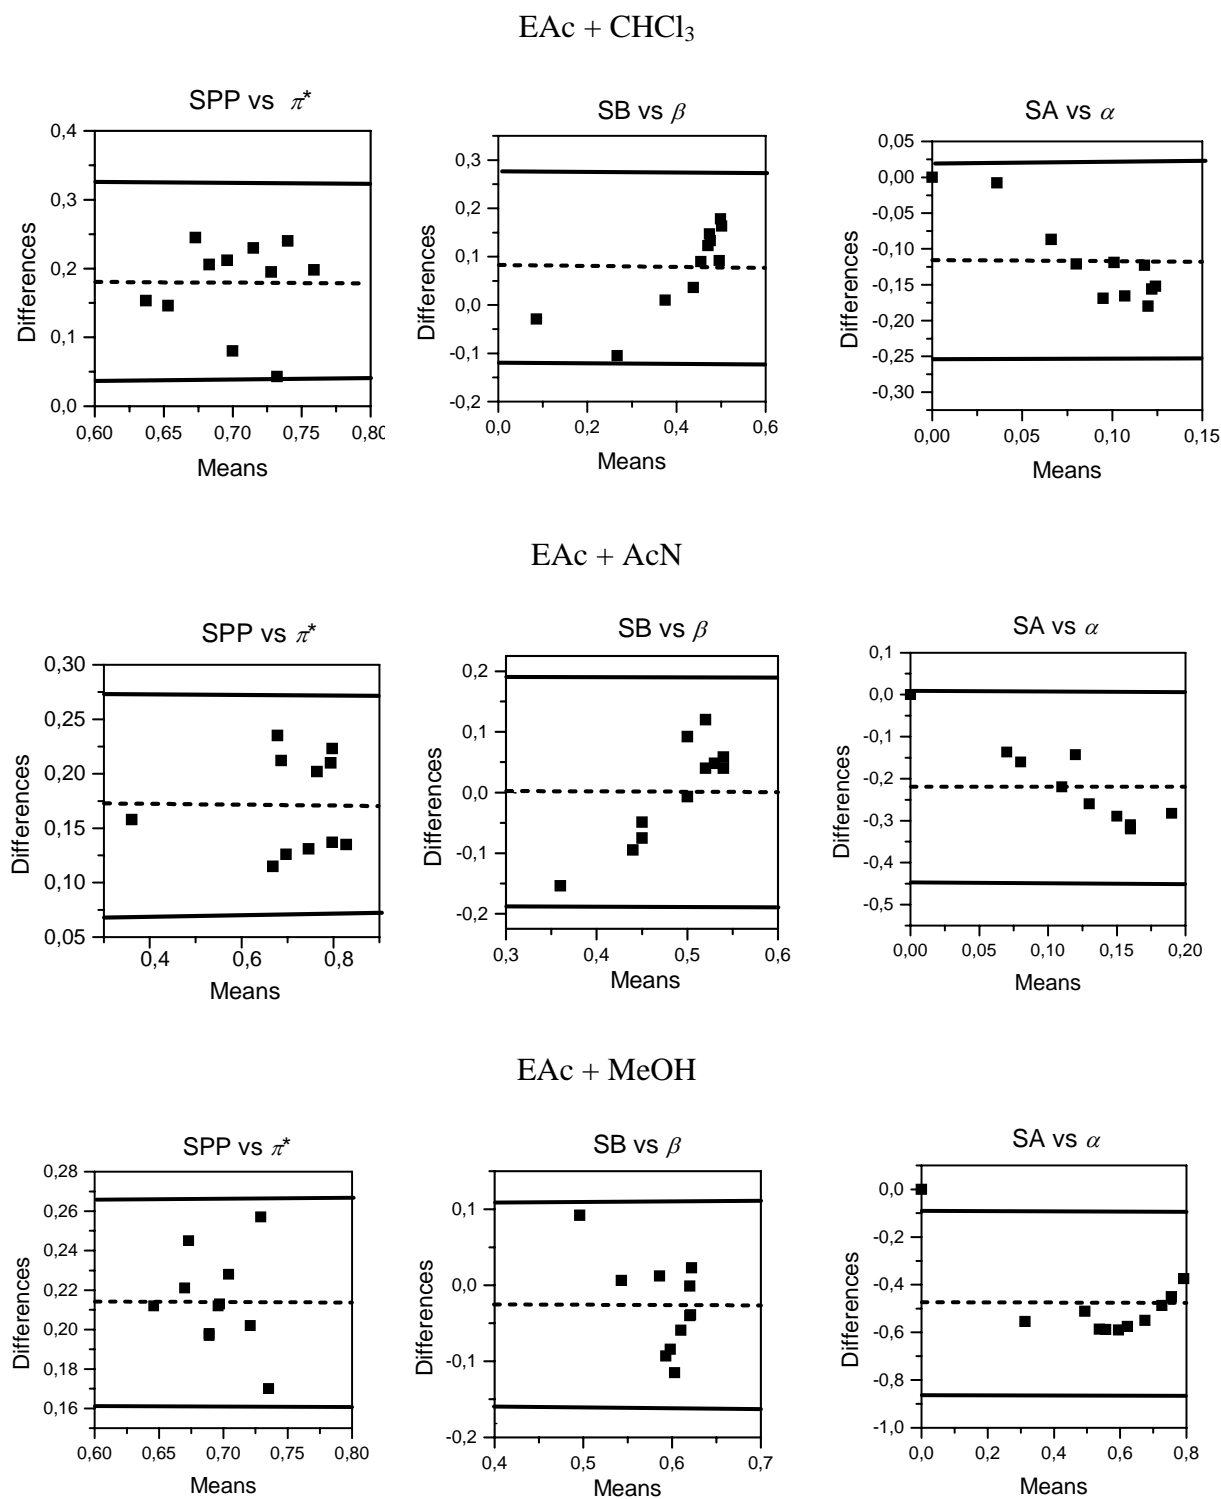 EAc + CHCl₃
SPP vs π*
SB vs β
SA vs α
0,4
0,3
0,2
0,1
0,0
Differences
0,60 0,65 0,70 0,75 0,80
Means
0,3
0,2
0,1
0,0
-0,1
-0,2
Differences
0,0 0,2 0,4 0,6
Means
0,05
0,00
-0,05
-0,10
-0,15
-0,20
-0,25
-0,30
Differences
0,00 0,05 0,10 0,15
Means
EAc + AcN
SPP vs π*
SB vs β
SA vs α
0,30
0,25
0,20
0,15
0,10
0,05
Differences
0,4 0,6 0,8
Means
0,2
0,1
0,0
-0,1
-0,2
Differences
0,3 0,4 0,5 0,6
Means
0,1
0,0
-0,1
-0,2
-0,3
-0,4
-0,5
Differences
0,00 0,05 0,10 0,15 0,20
Means
EAc + MeOH
SPP vs π*
SB vs β
SA vs α
0,28
0,26
0,24
0,22
0,20
0,18
0,16
Differences
0,60 0,65 0,70 0,75 0,80
Means
0,1
0,0
-0,1
-0,2
Differences
0,4 0,5 0,6 0,7
Means
0,0
-0,2
-0,4
-0,6
-0,8
-1,0
Differences
0,0 0,2 0,4 0,6 0,8
Means